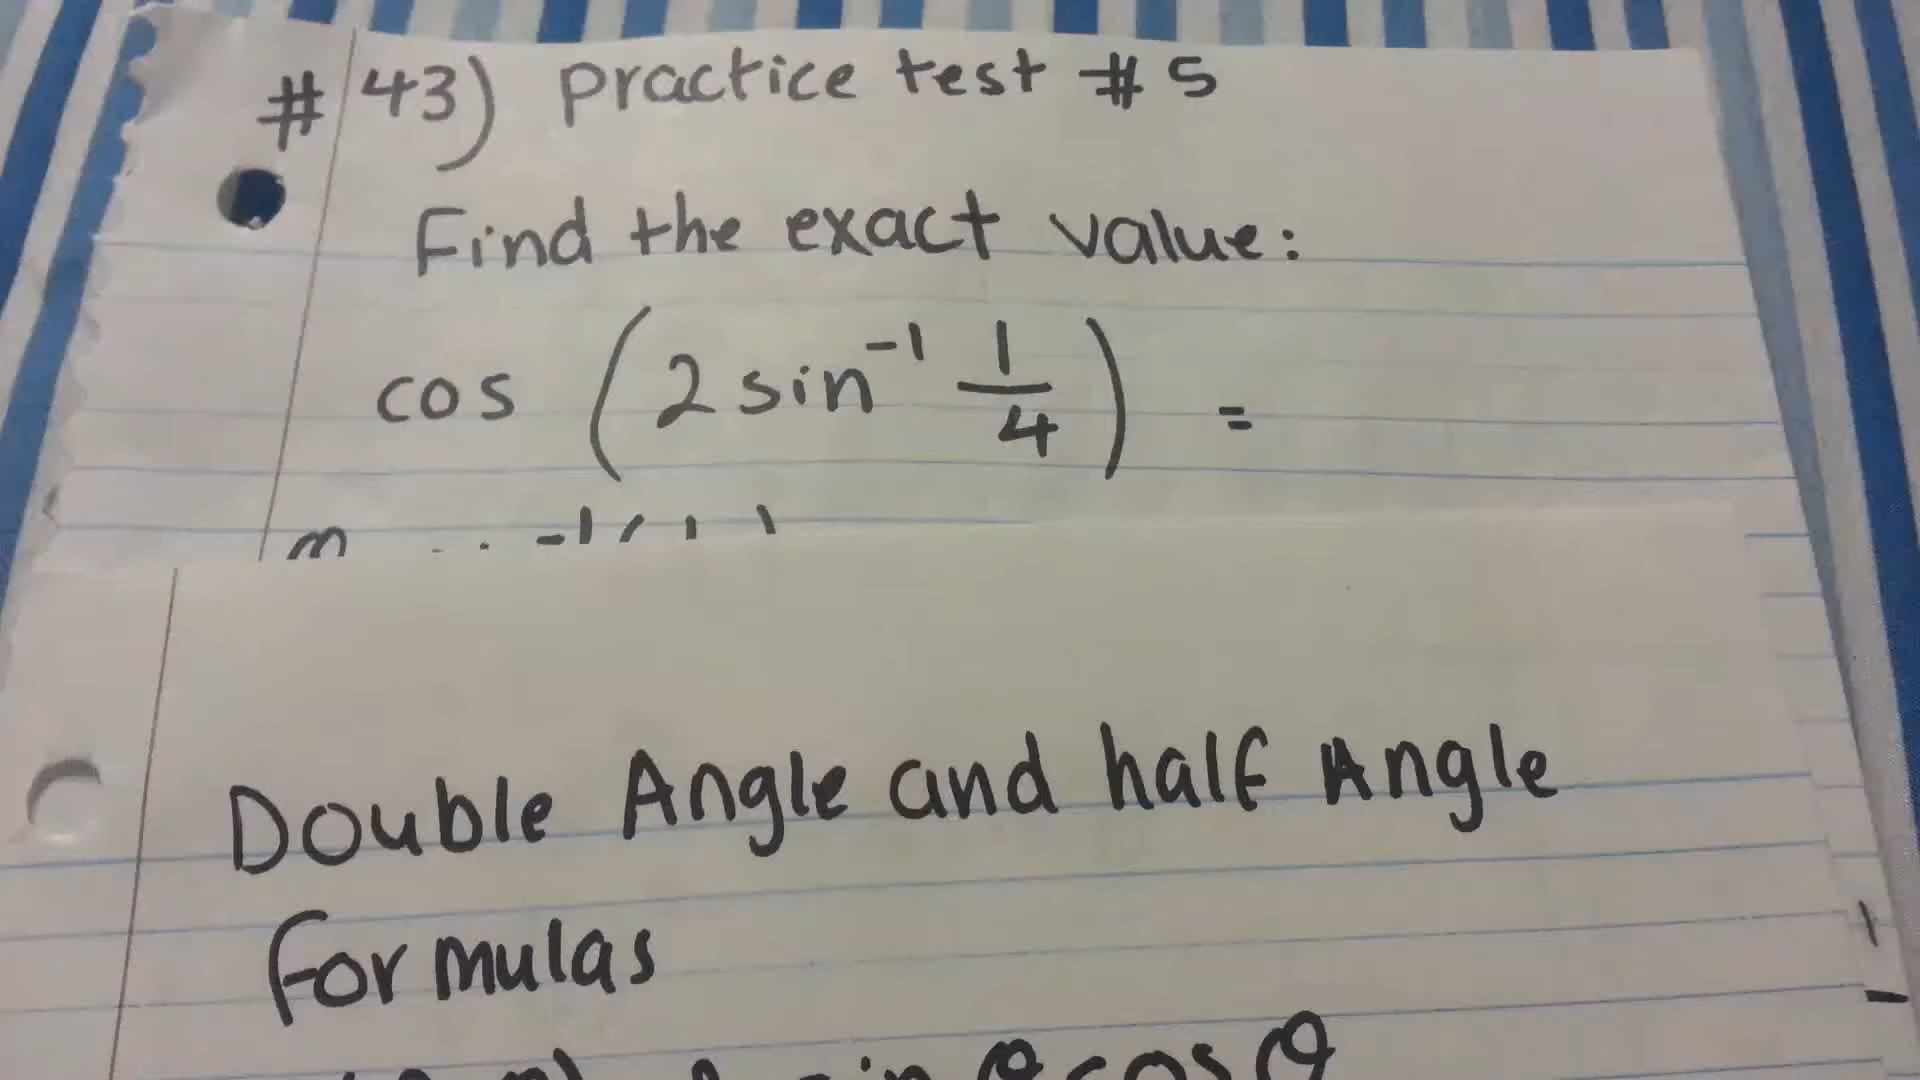 # 43) practice test # 5
Find the exact value:
cos (2 sin⁻¹ 1/4) =
Double Angle and half Angle
formulas